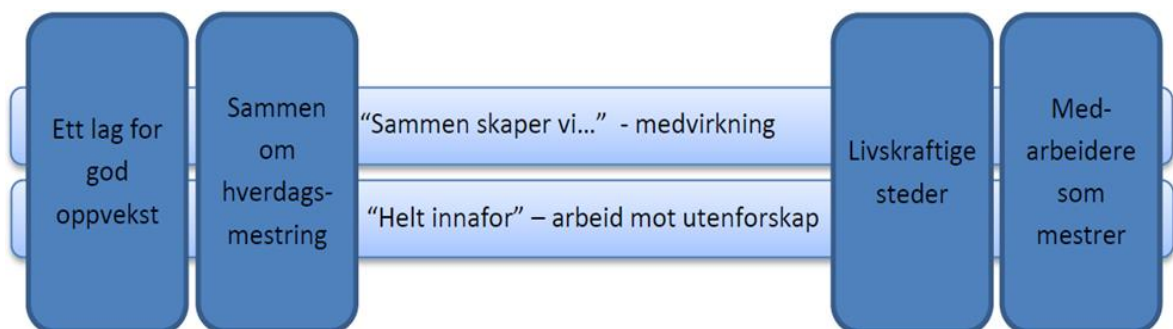 Ett lag for
god
oppvekst
Sammen
om
hverdags-
mestring
“Sammen skaper vi…” - medvirkning
“Helt innafor” – arbeid mot utenforskap
Livskraftige
steder
Med-
arbeidere
som
mestrer